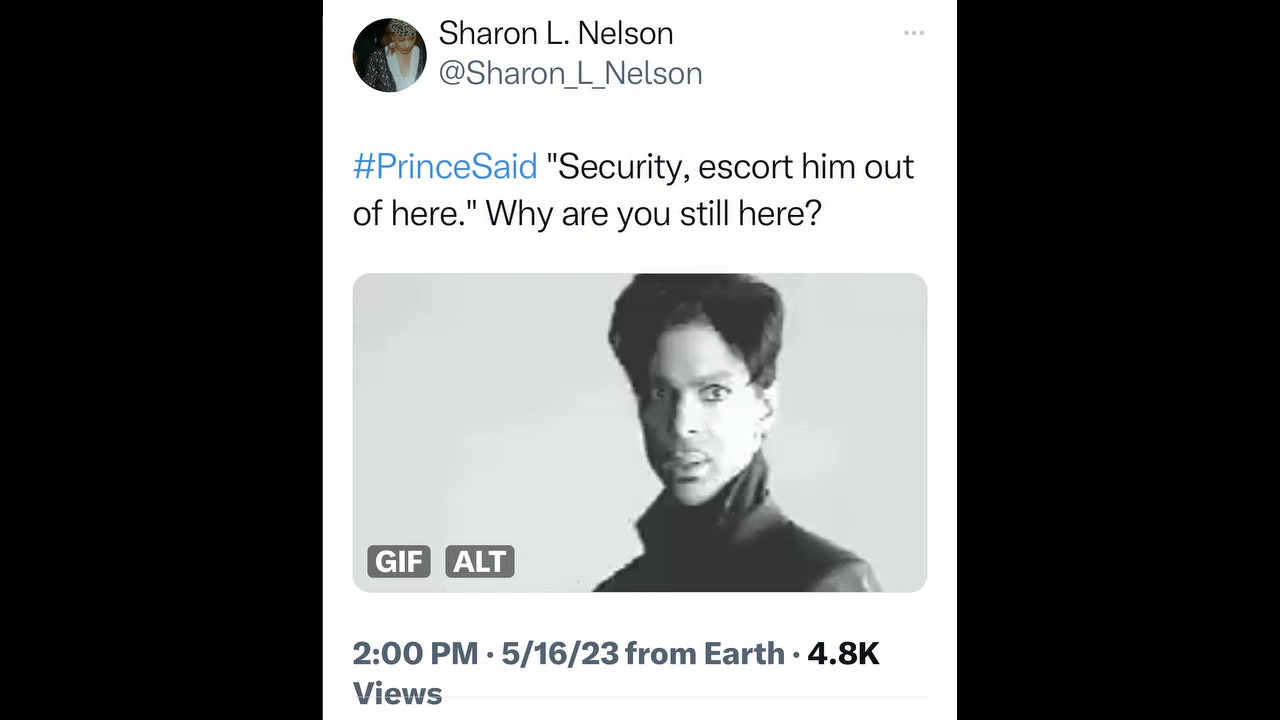 Sharon L. Nelson
@Sharon_L_Nelson
#PrinceSaid "Security, escort him out
of here." Why are you still here?
GIF ALT
2:00 PM · 5/16/23 from Earth · 4.8K
Views